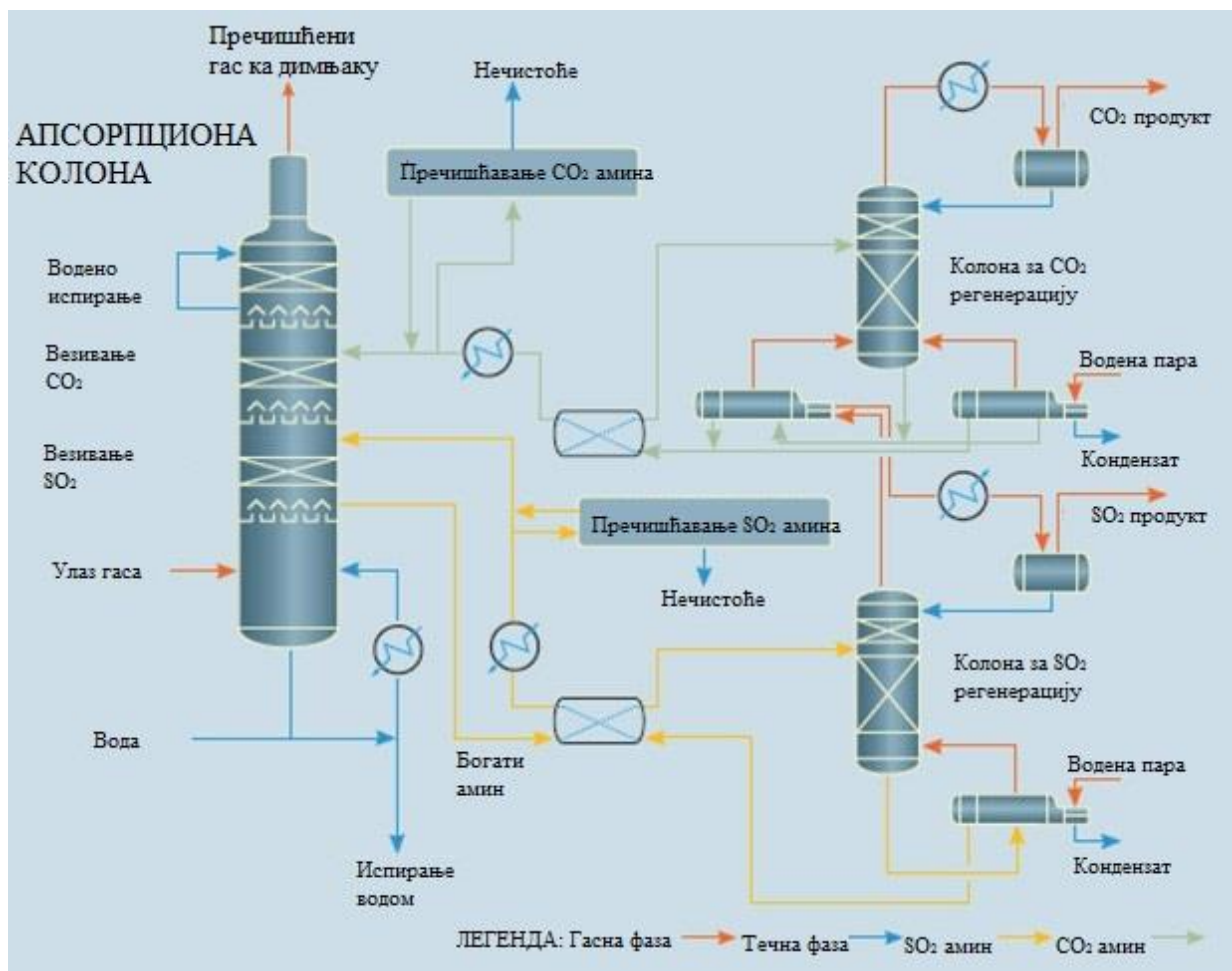 Пречишћени
гас ка димњаку
Нечистоће
CO₂ продукт
АПСОРПЦИОНА
КОЛОНА
Пречишћавање CO₂ амина
Водено
испирање
Колона за CO₂
регенерацију
Везивање
CO₂
Водена пара
Везивање
SO₂
Кондензат
SO₂ продукт
Пречишћавање SO₂ амина
Улаз гаса
Нечистоће
Колона за SO₂
регенерацију
Вода
Богати
амин
Водена пара
Испирање
водом
Кондензат
ЛЕГЕНДА: Гасна фаза Течна фаза SO₂ амин CO₂ амин